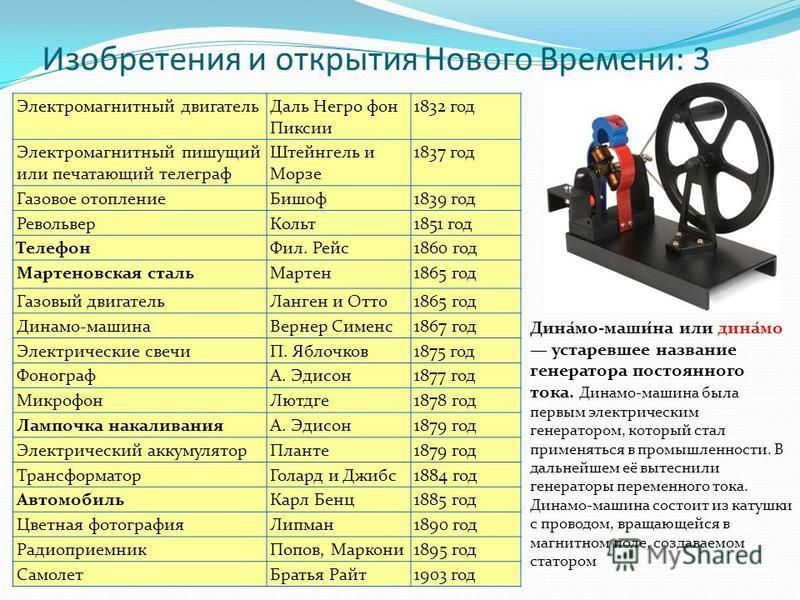 Изобретения и открытия Нового Времени: 3
Электромагнитный двигатель Даль Негро фон 1832 год
Пиксии
Электромагнитный пишущий Штейнгель и 1837 год
или печатающий телеграф Морзе
Газовое отопление Бишоф 1839 год
Револьвер Кольт 1851 год
Телефон Фил. Рейс 1860 год
Мартеновская сталь Мартен 1865 год
Газовый двигатель Ланген и Отто 1865 год
Динамо-машина Вернер Сименс 1867 год
Электрические свечи П. Яблочков 1875 год
Фонограф А. Эдисон 1877 год
Микрофон Лютдге 1878 год
Лампочка накаливания А. Эдисон 1879 год
Электрический аккумулятор Планте 1879 год
Трансформатор Голард и Джибс 1884 год
Автомобиль Карл Бенц 1885 год
Цветная фотография Липман 1890 год
Радиоприемник Попов, Маркони 1895 год
Самолет Братья Райт 1903 год
Дина́мо-маши́на или дина́мо
— устаревшее название
генератора постоянного
тока. Динамо-машина была
первым электрическим
генератором, который стал
применяться в промышленности. В
дальнейшем её вытеснили
генераторы переменного тока.
Динамо-машина состоит из катушки
с проводом, вращающейся в
магнитном поле, создаваемом
статором
MyShared